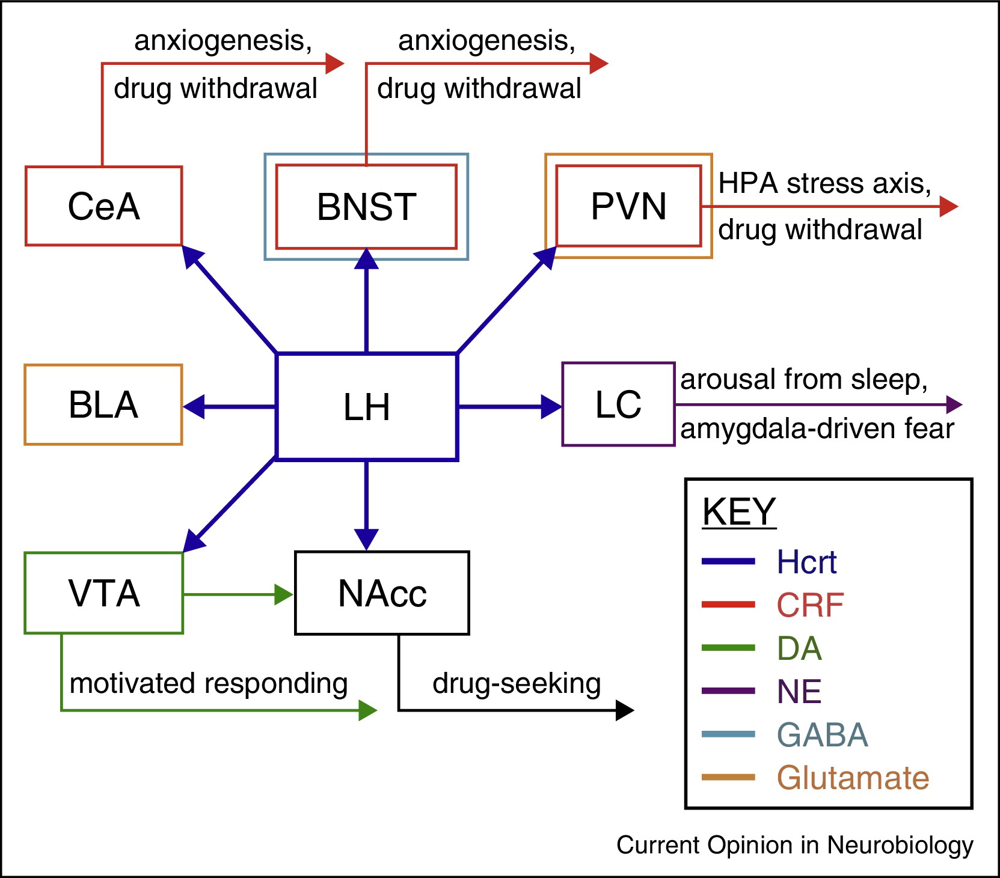 anxiogenesis,
drug withdrawal
anxiogenesis,
drug withdrawal
CeA
BNST
PVN
HPA stress axis,
drug withdrawal
BLA
LH
LC
arousal from sleep,
amygdala-driven fear
VTA
NAcc
motivated responding
drug-seeking
KEY
Hcrt
CRF
DA
NE
GABA
Glutamate
Current Opinion in Neurobiology